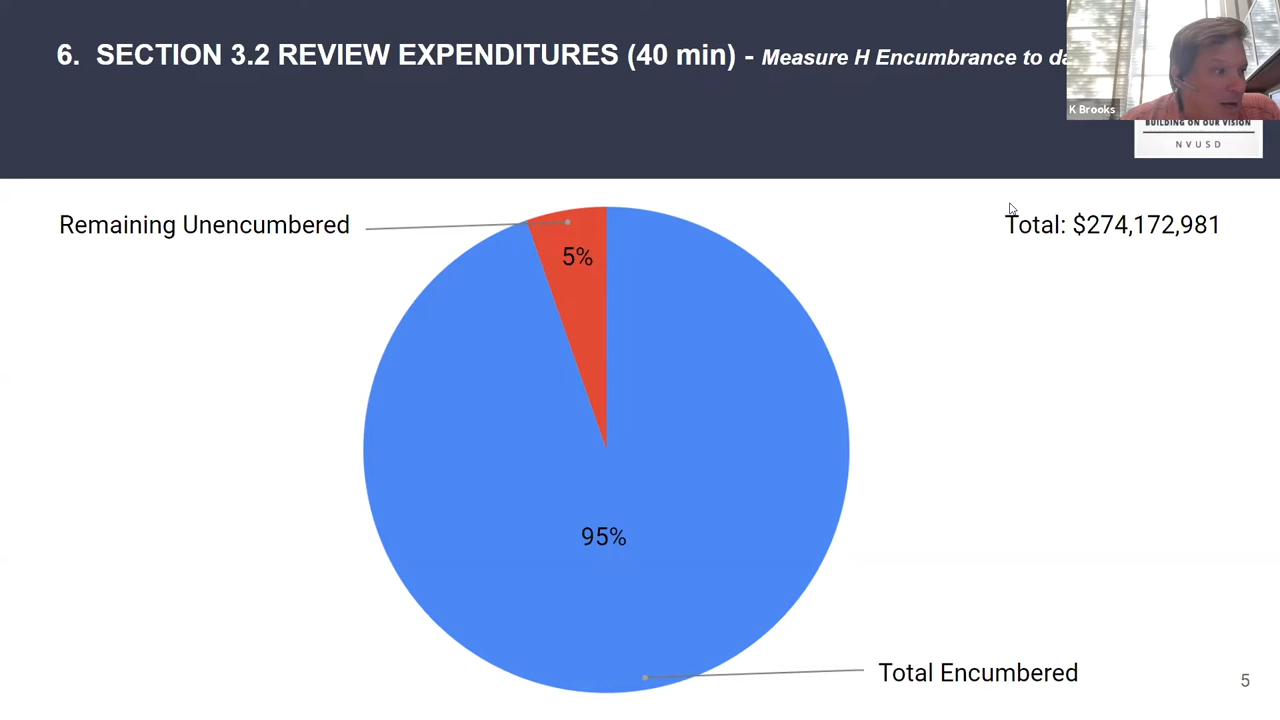 6. SECTION 3.2 REVIEW EXPENDITURES (40 min) - Measure H Encumbrance to
K Brooks
BUILDING ON OUR VISION
NVUSD
Remaining Unencumbered
Total: $274,172,981
5%
95%
Total Encumbered
5